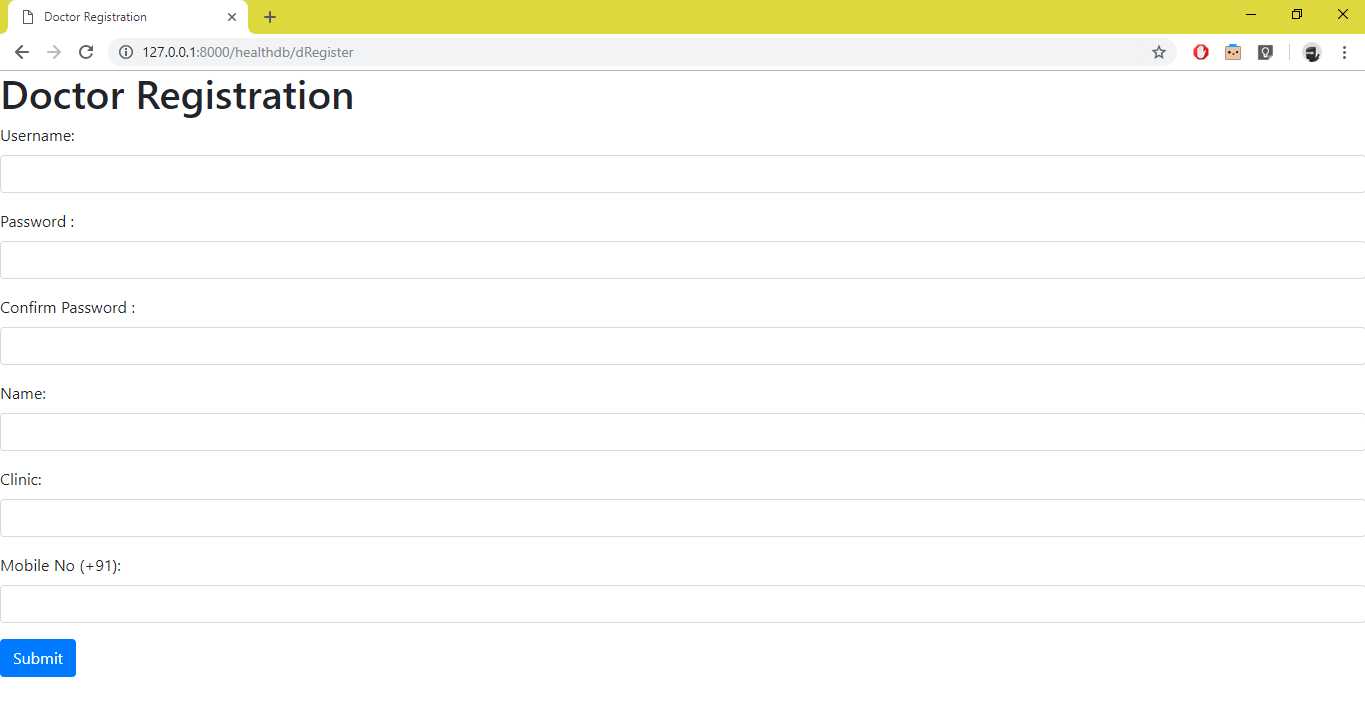 Doctor Registration
127.0.0.1:8000/healthdb/dRegister
Doctor Registration
Username:
Password :
Confirm Password :
Name:
Clinic:
Mobile No (+91):
Submit